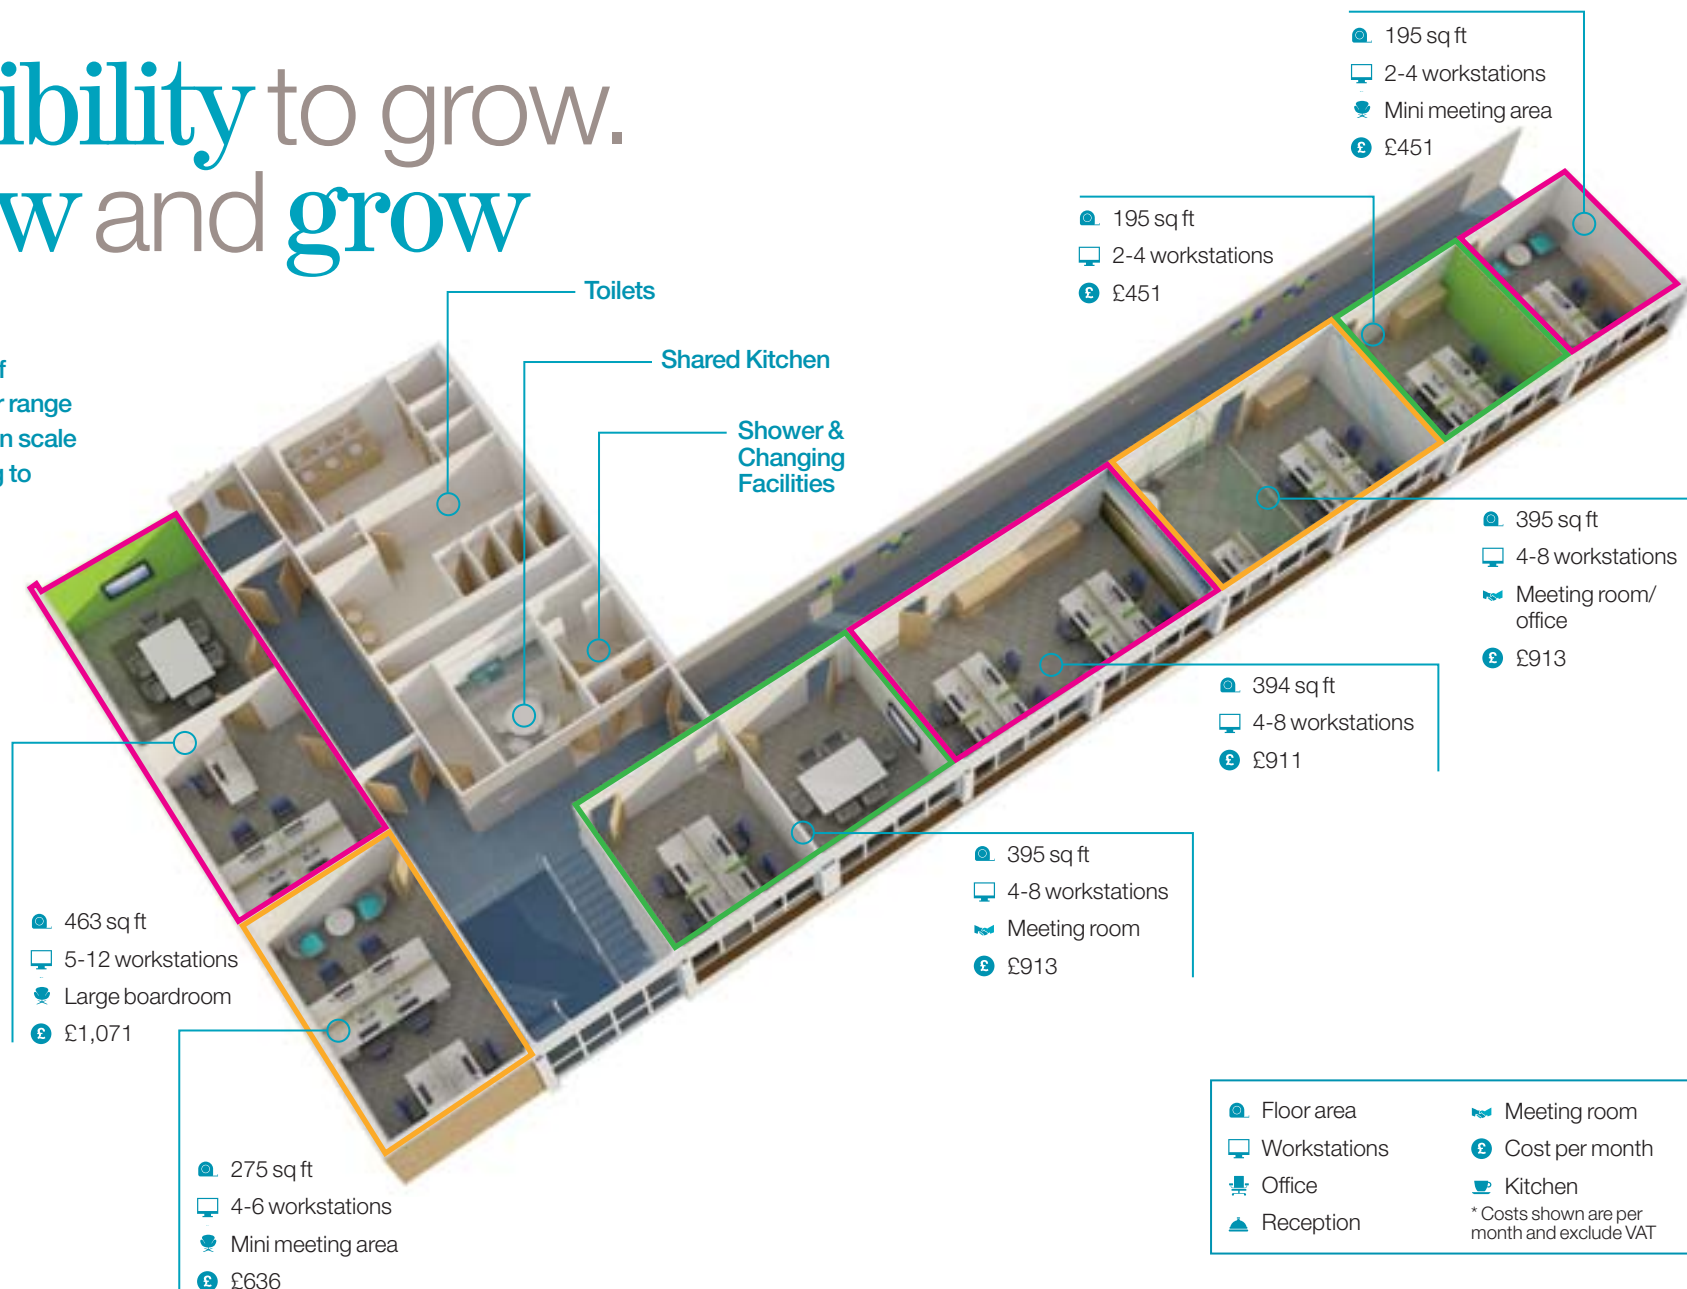 ibility to grow.
w and grow
f
r range
n scale
g to
Toilets
Shared Kitchen
Shower &
Changing
Facilities
195 sq ft
2-4 workstations
Mini meeting area
£ £451
195 sq ft
2-4 workstations
£ £451
395 sq ft
4-8 workstations
Meeting room/
office
£ £913
394 sq ft
4-8 workstations
£ £911
395 sq ft
4-8 workstations
Meeting room
£ £913
463 sq ft
5-12 workstations
Large boardroom
£ £1,071
275 sq ft
4-6 workstations
Mini meeting area
£ £636
Floor area
Workstations
Office
Reception
Meeting room
£ Cost per month
Kitchen
* Costs shown are per
month and exclude VAT